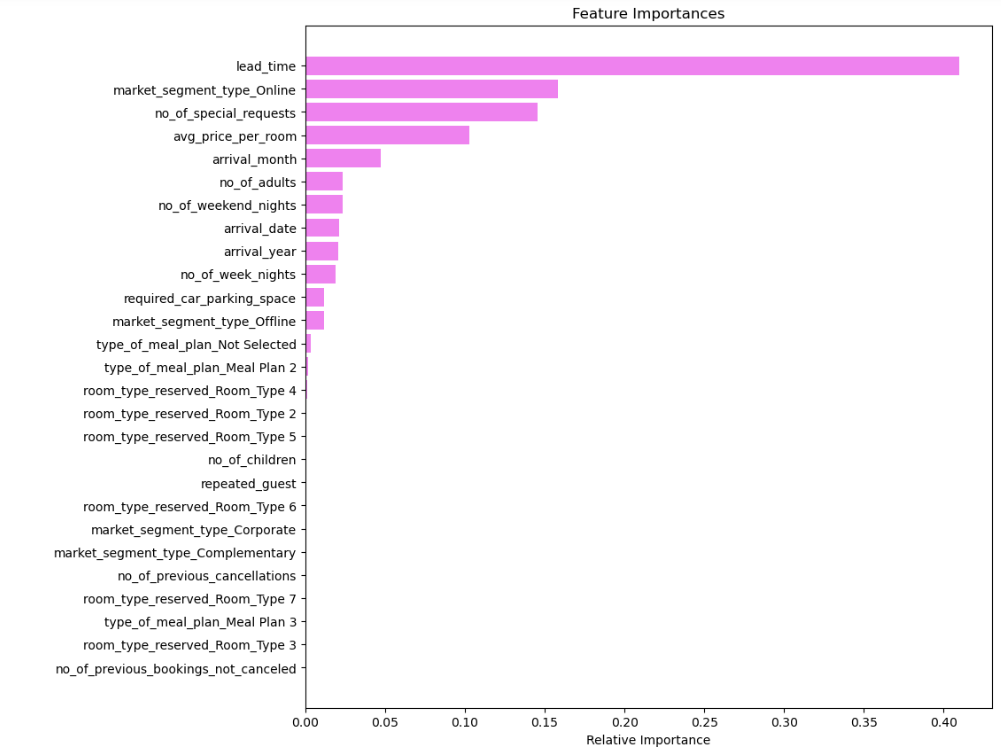 Feature Importances
lead_time
market_segment_type_Online
no_of_special_requests
avg_price_per_room
arrival_month
no_of_adults
no_of_weekend_nights
arrival_date
arrival_year
no_of_week_nights
required_car_parking_space
market_segment_type_Offline
type_of_meal_plan_Not Selected
type_of_meal_plan_Meal Plan 2
room_type_reserved_Room_Type 4
room_type_reserved_Room_Type 2
room_type_reserved_Room_Type 5
no_of_children
repeated_guest
room_type_reserved_Room_Type 6
market_segment_type_Corporate
market_segment_type_Complementary
no_of_previous_cancellations
room_type_reserved_Room_Type 7
type_of_meal_plan_Meal Plan 3
room_type_reserved_Room_Type 3
no_of_previous_bookings_not_canceled
0.00 0.05 0.10 0.15 0.20 0.25 0.30 0.35 0.40
Relative Importance